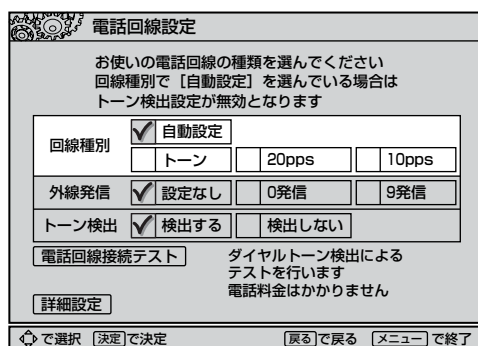 電話回線設定
お使いの電話回線の種類を選んでください
回線種別で［自動設定］を選んでいる場合は
トーン検出設定が無効となります
回線種別 自動設定
トーン 20pps 10pps
外線発信 設定なし 0発信 9発信
トーン検出 検出する 検出しない
電話回線接続テスト ダイヤルトーン検出による
テストを行います
電話料金はかかりません
詳細設定
で選択 決定 で決定 戻る で戻る メニュー で終了